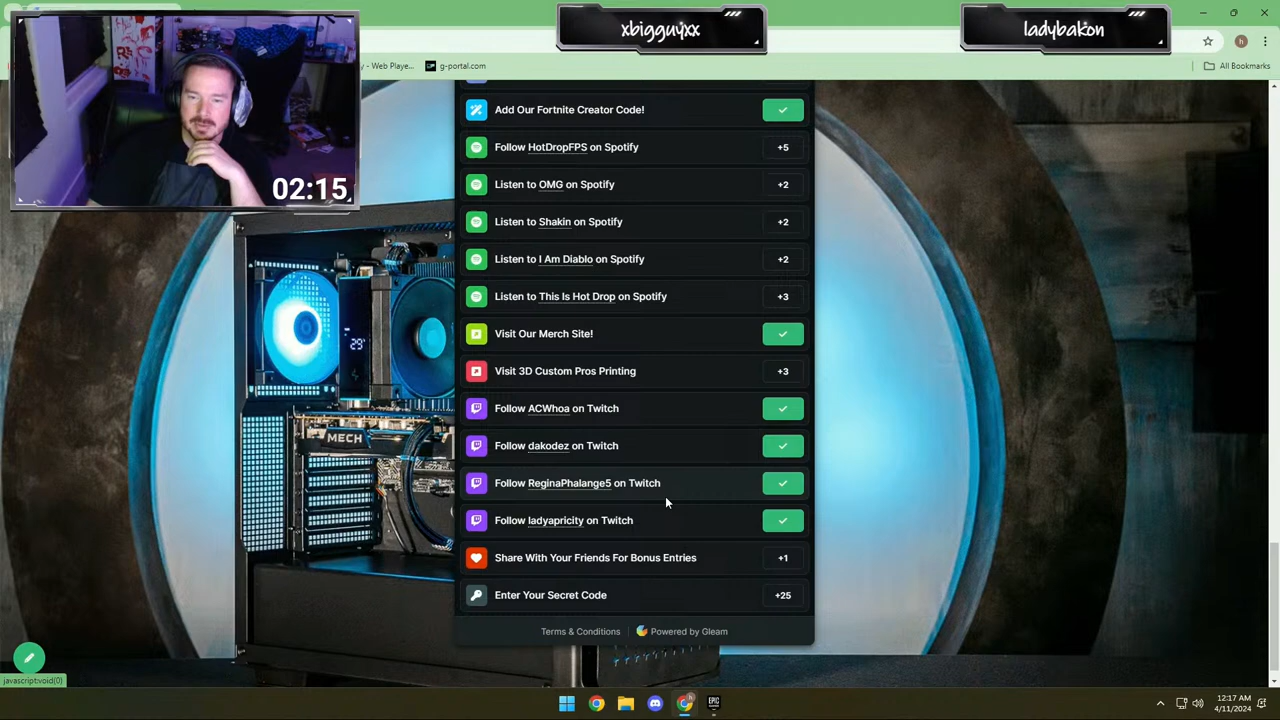 xbigguyxx
ladybakon
- Web Playe...
g-portal.com
All Bookmarks
h
02:15
Add Our Fortnite Creator Code!
Follow HotDropFPS on Spotify +5
Listen to OMG on Spotify +2
Listen to Shakin on Spotify +2
Listen to I Am Diablo on Spotify +2
Listen to This Is Hot Drop on Spotify +3
Visit Our Merch Site!
Visit 3D Custom Pros Printing +3
Follow ACWhoa on Twitch
Follow dakodez on Twitch
Follow ReginaPhalange5 on Twitch
Follow ladyapricity on Twitch
Share With Your Friends For Bonus Entries +1
Enter Your Secret Code +25
Terms & Conditions Powered by Gleam
29°
MECH
javascript:void(0)
12:17 AM
4/11/2024